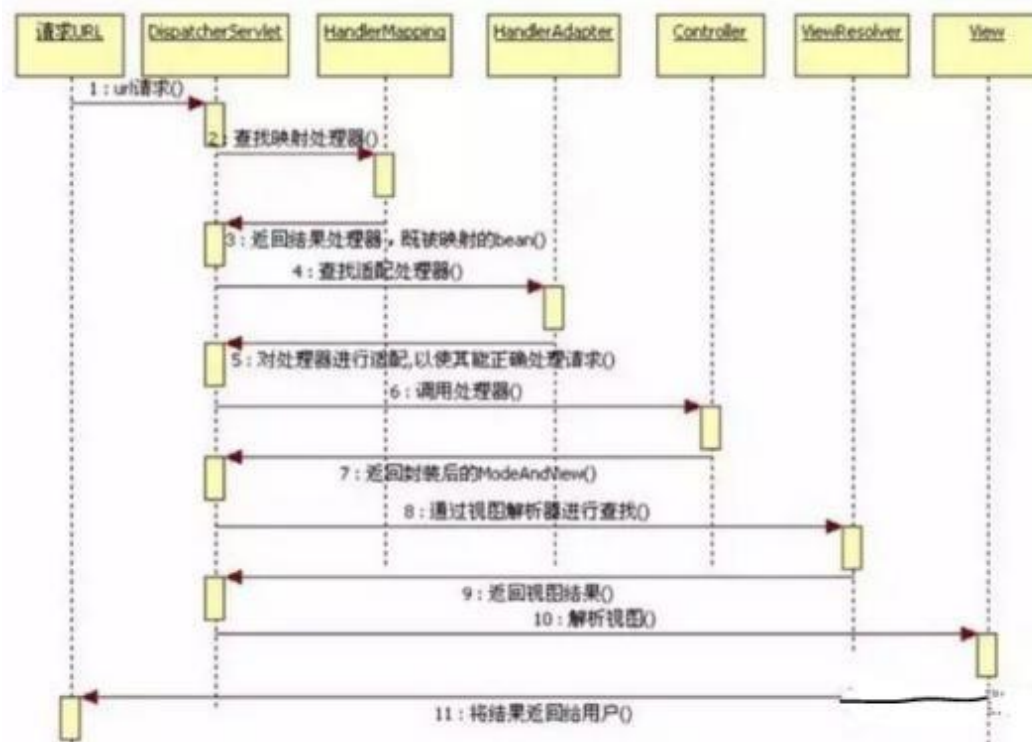 请求URL
DispatcherServlet
HandlerMapping
HandlerAdapter
Controller
ViewResolver
View
1：url请求()
2：查找映射处理器()
3：返回结果处理器，既被映射的bean()
4：查找适配处理器()
5：对处理器进行适配,以使其能正确处理请求()
6：调用处理器()
7：返回封装后的ModeAndView()
8：通过视图解析器进行查找()
9：返回视图结果()
10：解析视图()
11：将结果返回给用户()